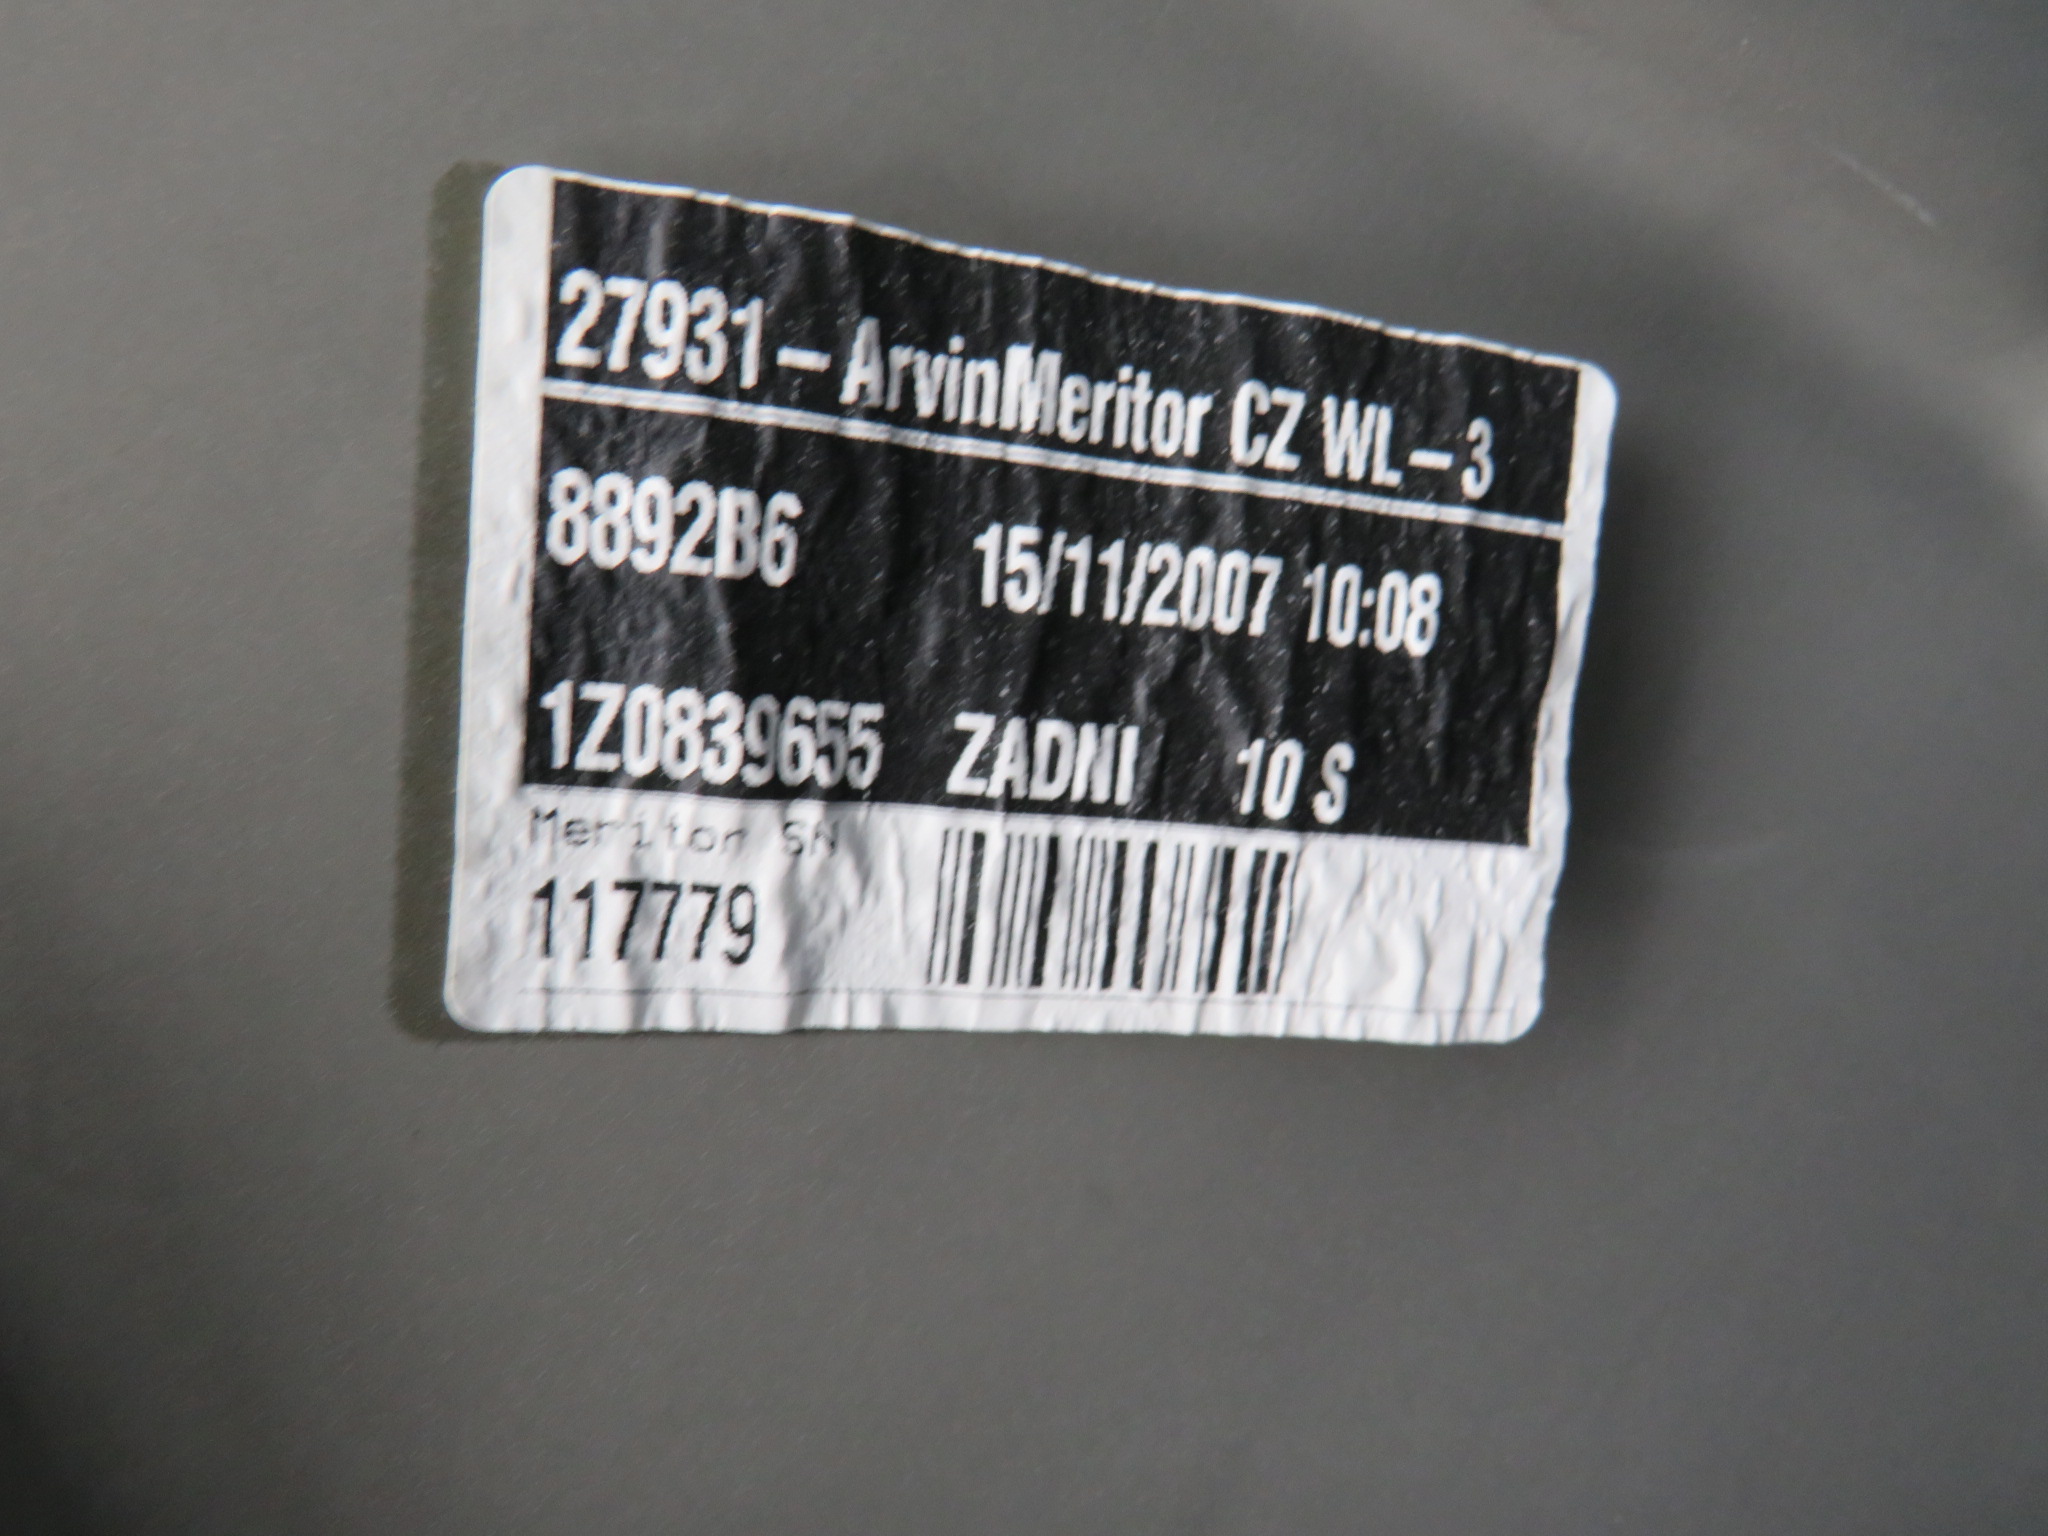 27931 – ArvinMeritor CZ WL – 3
8892B6 15/11/2007 10:08
1Z0839655 ZADNI 10 S
Meritor SN
117779